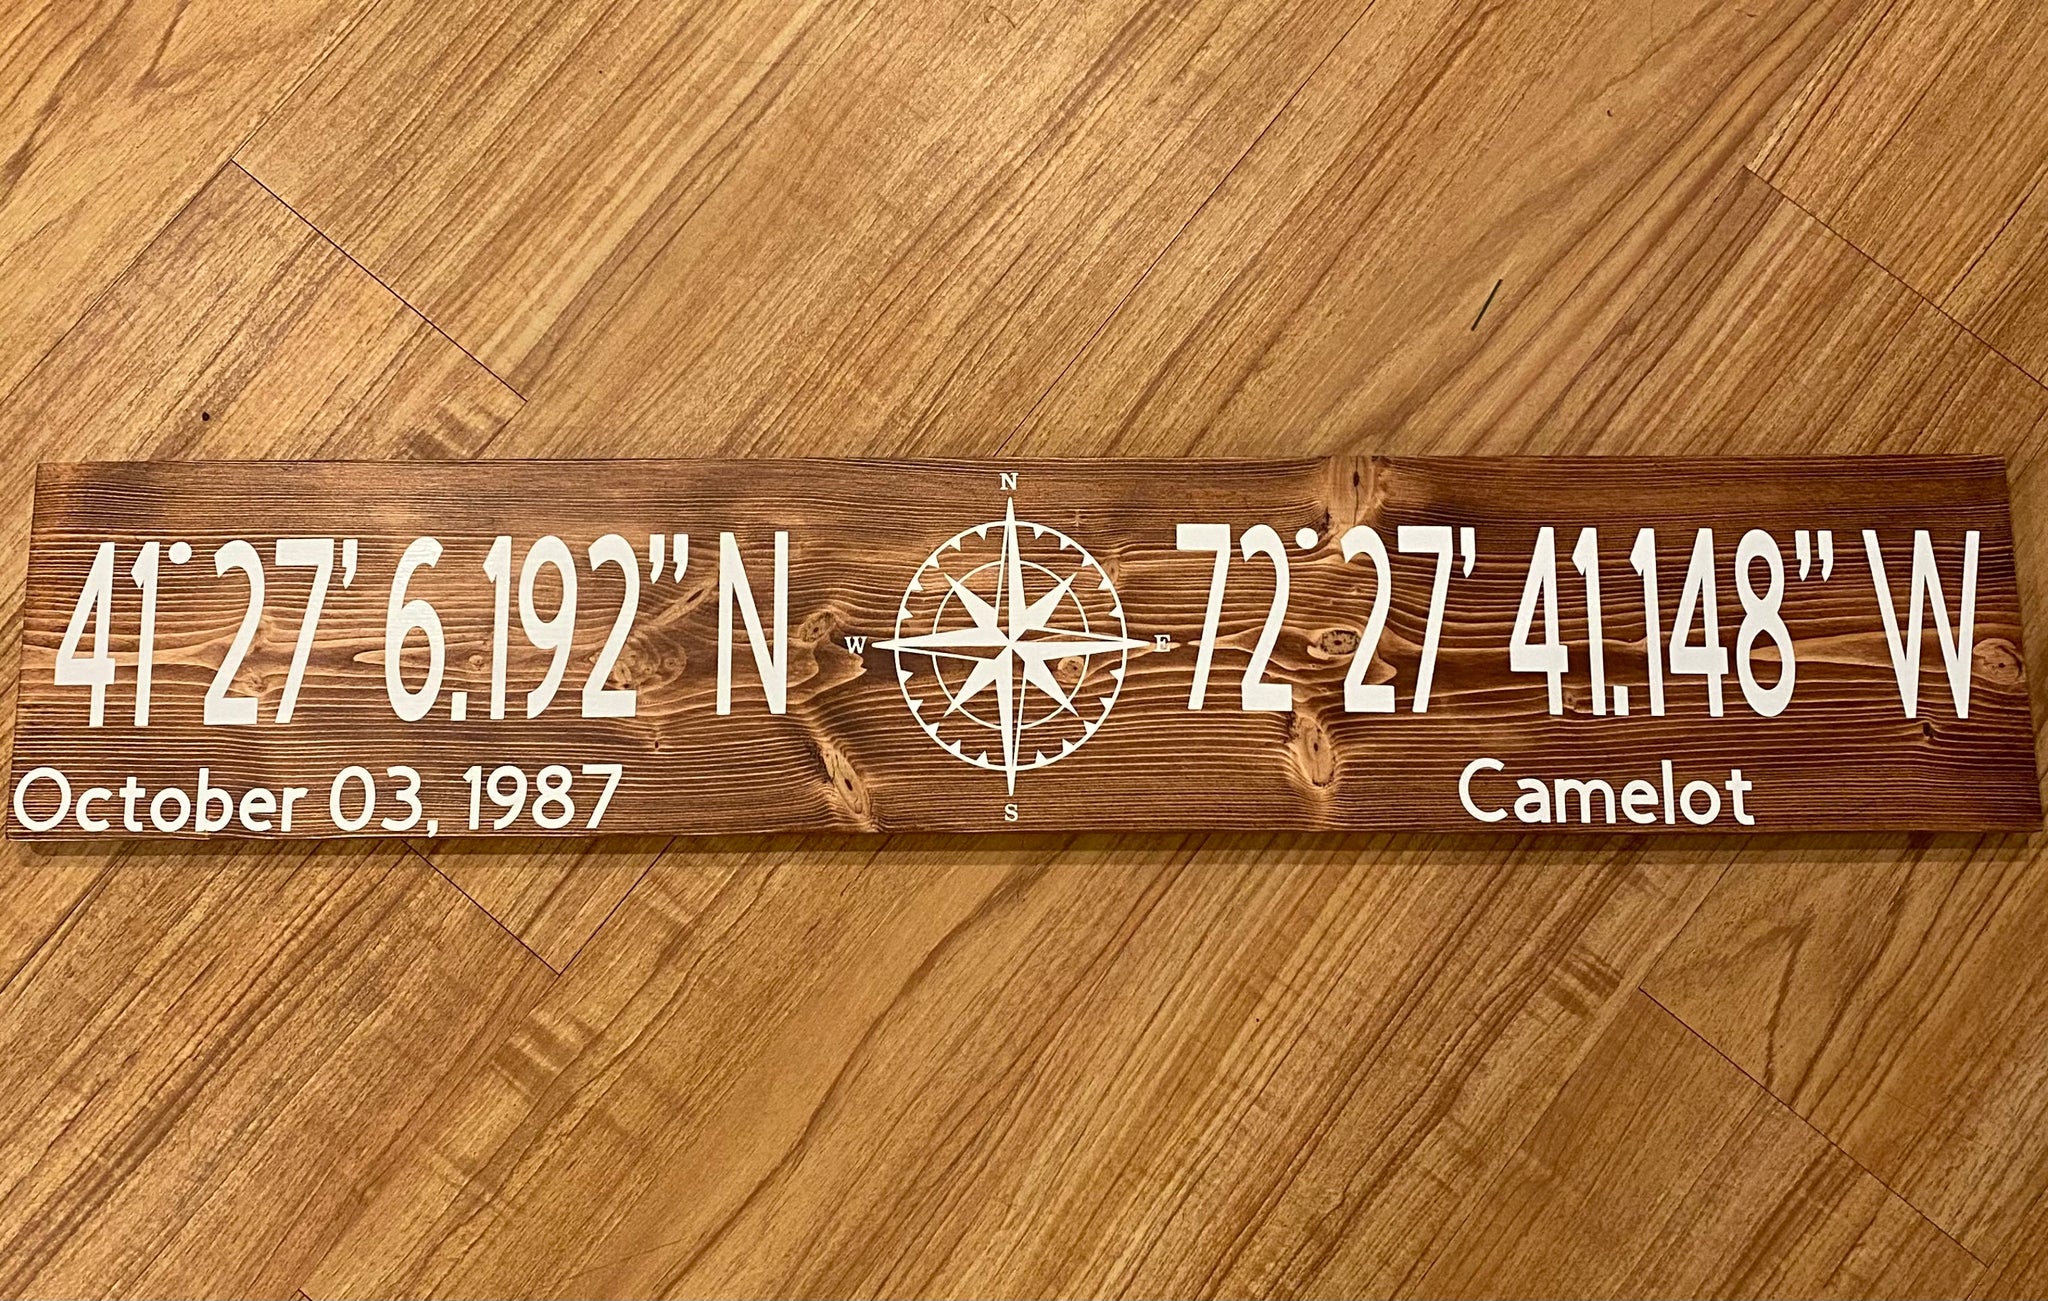 N
41° 27' 6.192" N W E 72° 27' 41.148" W
October 03, 1987 S Camelot